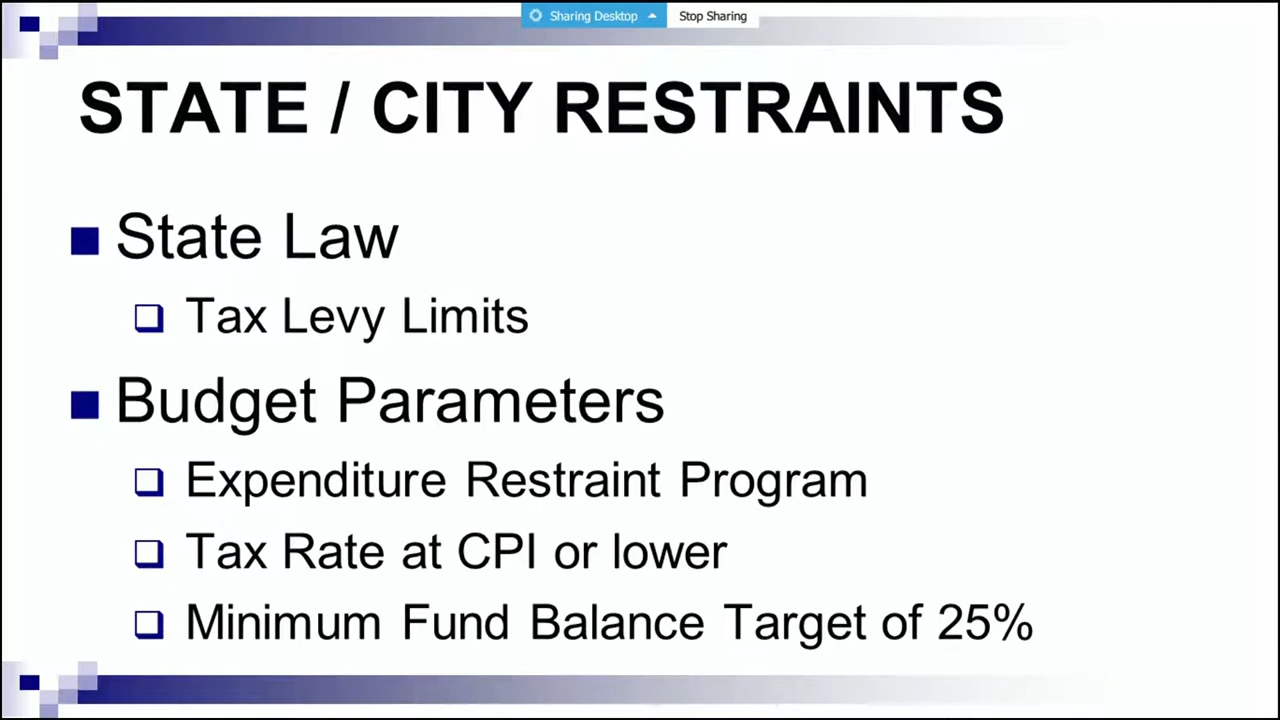 Sharing Desktop Stop Sharing
STATE / CITY RESTRAINTS
State Law
Tax Levy Limits
Budget Parameters
Expenditure Restraint Program
Tax Rate at CPI or lower
Minimum Fund Balance Target of 25%